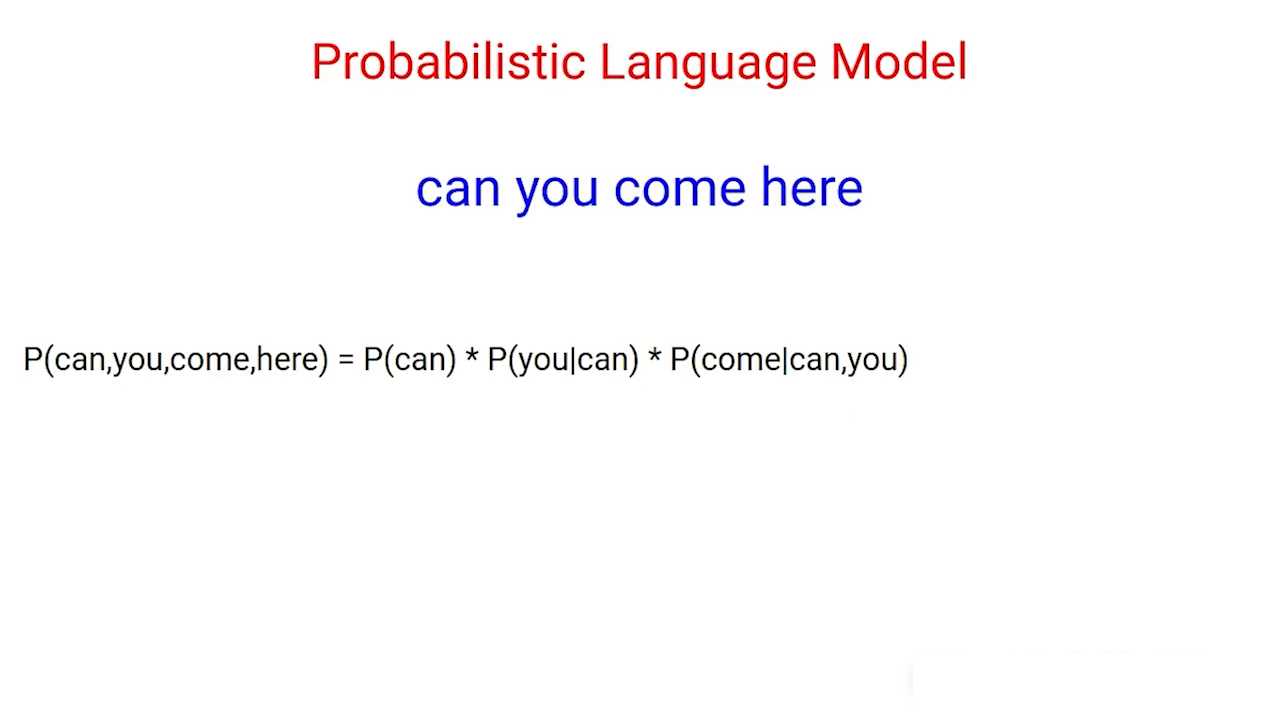 Probabilistic Language Model
can you come here
P(can,you,come,here) = P(can) * P(you|can) * P(come|can,you)